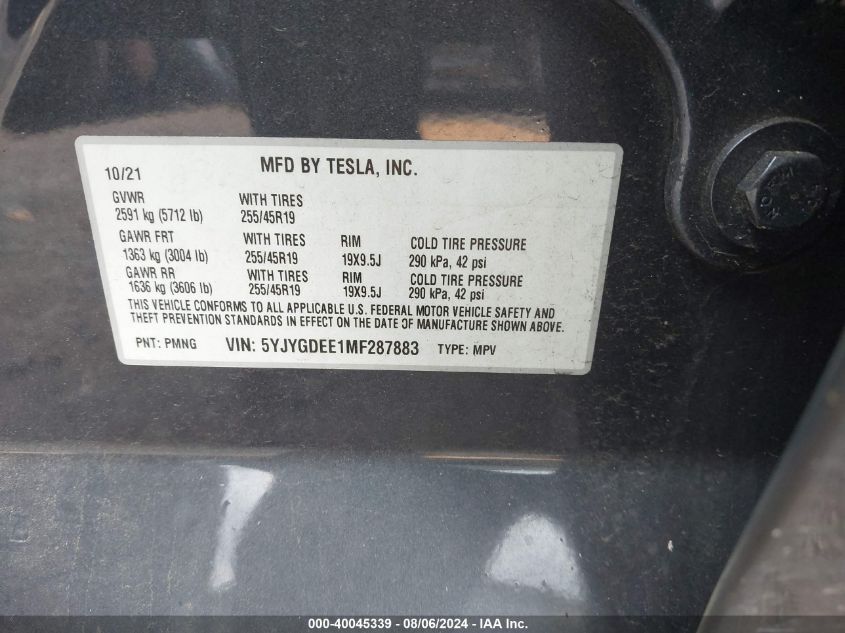 MFD BY TESLA, INC.
10/21
GVWR WITH TIRES
2591 kg (5712 lb) 255/45R19
GAWR FRT WITH TIRES RIM COLD TIRE PRESSURE
1363 kg (3004 lb) 255/45R19 19X9.5J 290 kPa, 42 psi
GAWR RR WITH TIRES RIM COLD TIRE PRESSURE
1636 kg (3606 lb) 255/45R19 19X9.5J 290 kPa, 42 psi
THIS VEHICLE CONFORMS TO ALL APPLICABLE U.S. FEDERAL MOTOR VEHICLE SAFETY AND
THEFT PREVENTION STANDARDS IN EFFECT ON THE DATE OF MANUFACTURE SHOWN ABOVE.
PNT: PMNG VIN: 5YJYGDEE1MF287883 TYPE: MPV
000-40045339 - 08/06/2024 - IAA Inc.